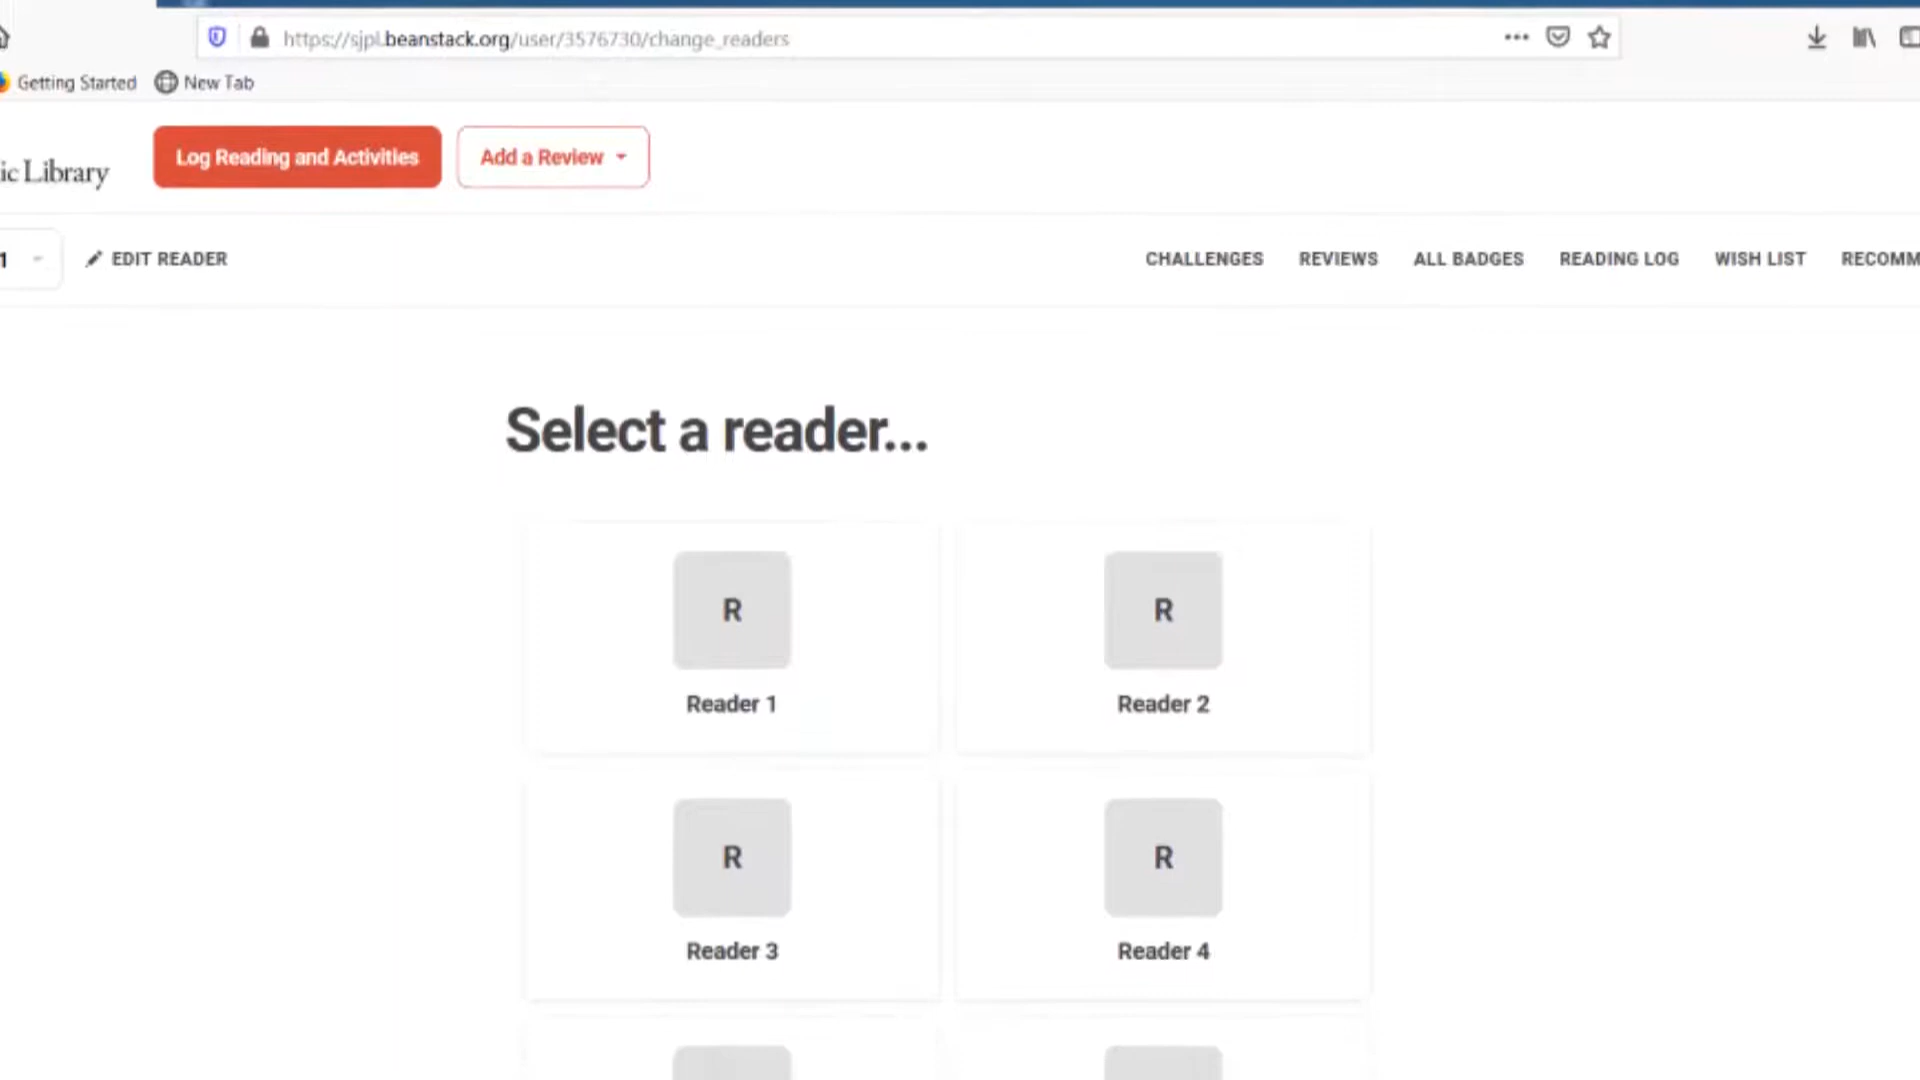 https://sjpl.beanstack.org/user/3576730/change_readers
Getting Started New Tab
ic Library
Log Reading and Activities
Add a Review
1
EDIT READER
CHALLENGES REVIEWS ALL BADGES READING LOG WISH LIST RECOMM
Select a reader...
R R
Reader 1 Reader 2
R R
Reader 3 Reader 4